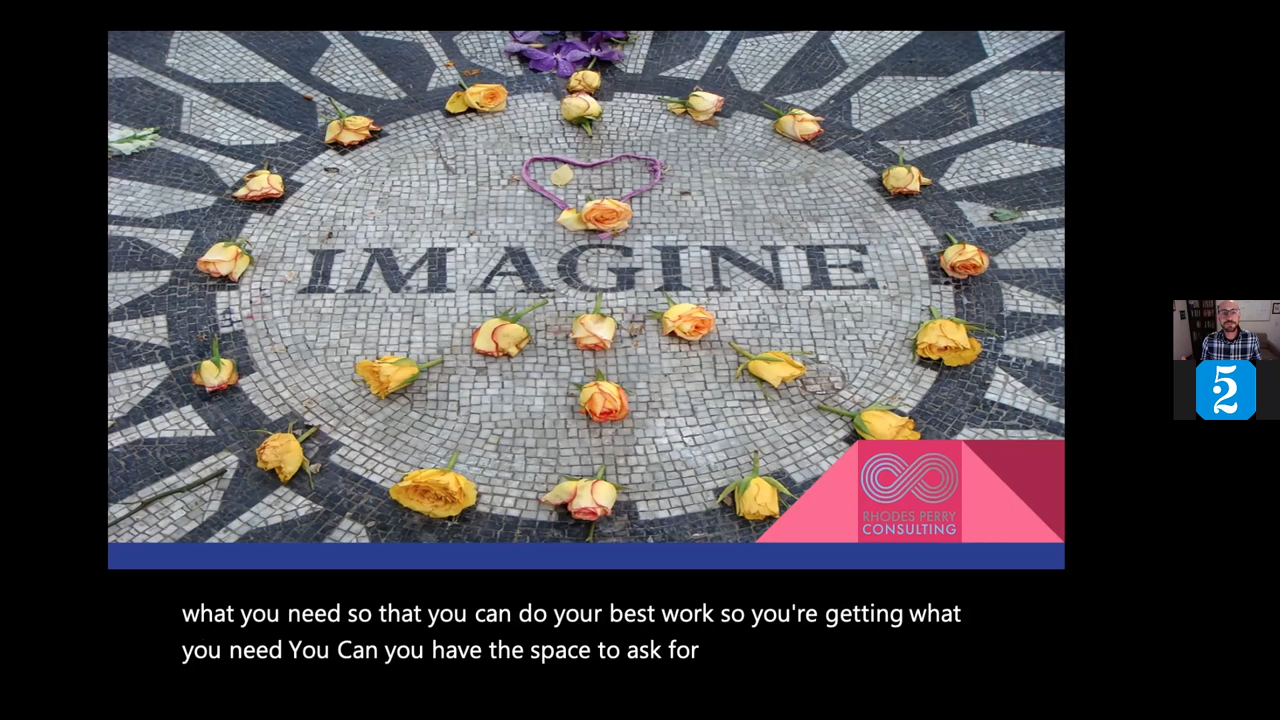 IMAGINE
RHODES PERRY
CONSULTING
5
2
what you need so that you can do your best work so you're getting what
you need You Can you have the space to ask for